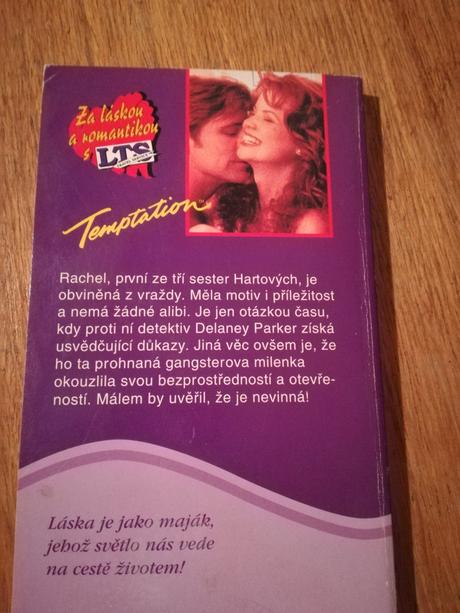 Za láskou
a romantikou
s LTS
Temptation™
Rachel, první ze tří sester Hartových, je
obviněná z vraždy. Měla motiv i příležitost
a nemá žádné alibi. Je jen otázkou času,
kdy proti ní detektiv Delaney Parker získá
usvědčující důkazy. Jiná věc ovšem je, že
ho ta prohnaná gangsterova milenka
okouzlila svou bezprostředností a otevře-
ností. Málem by uvěřil, že je nevinná!
Láska je jako maják,
jehož světlo nás vede
na cestě životem!